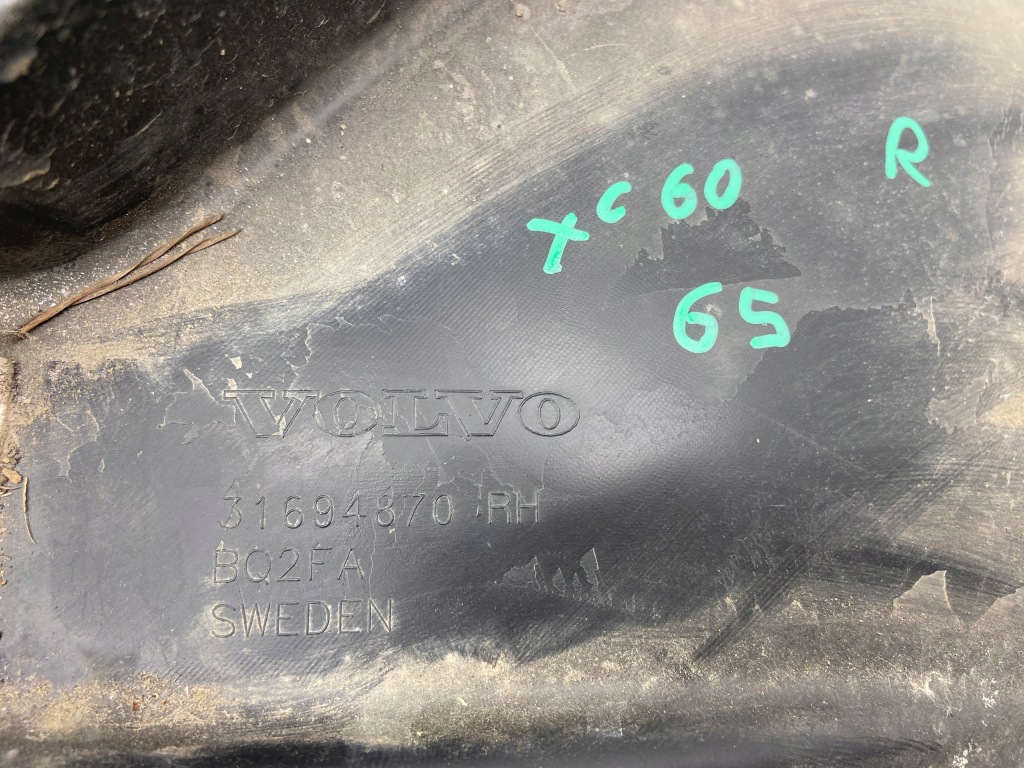 XC60 R
65
VOLVO
31694870 RH
BQ2FA
SWEDEN